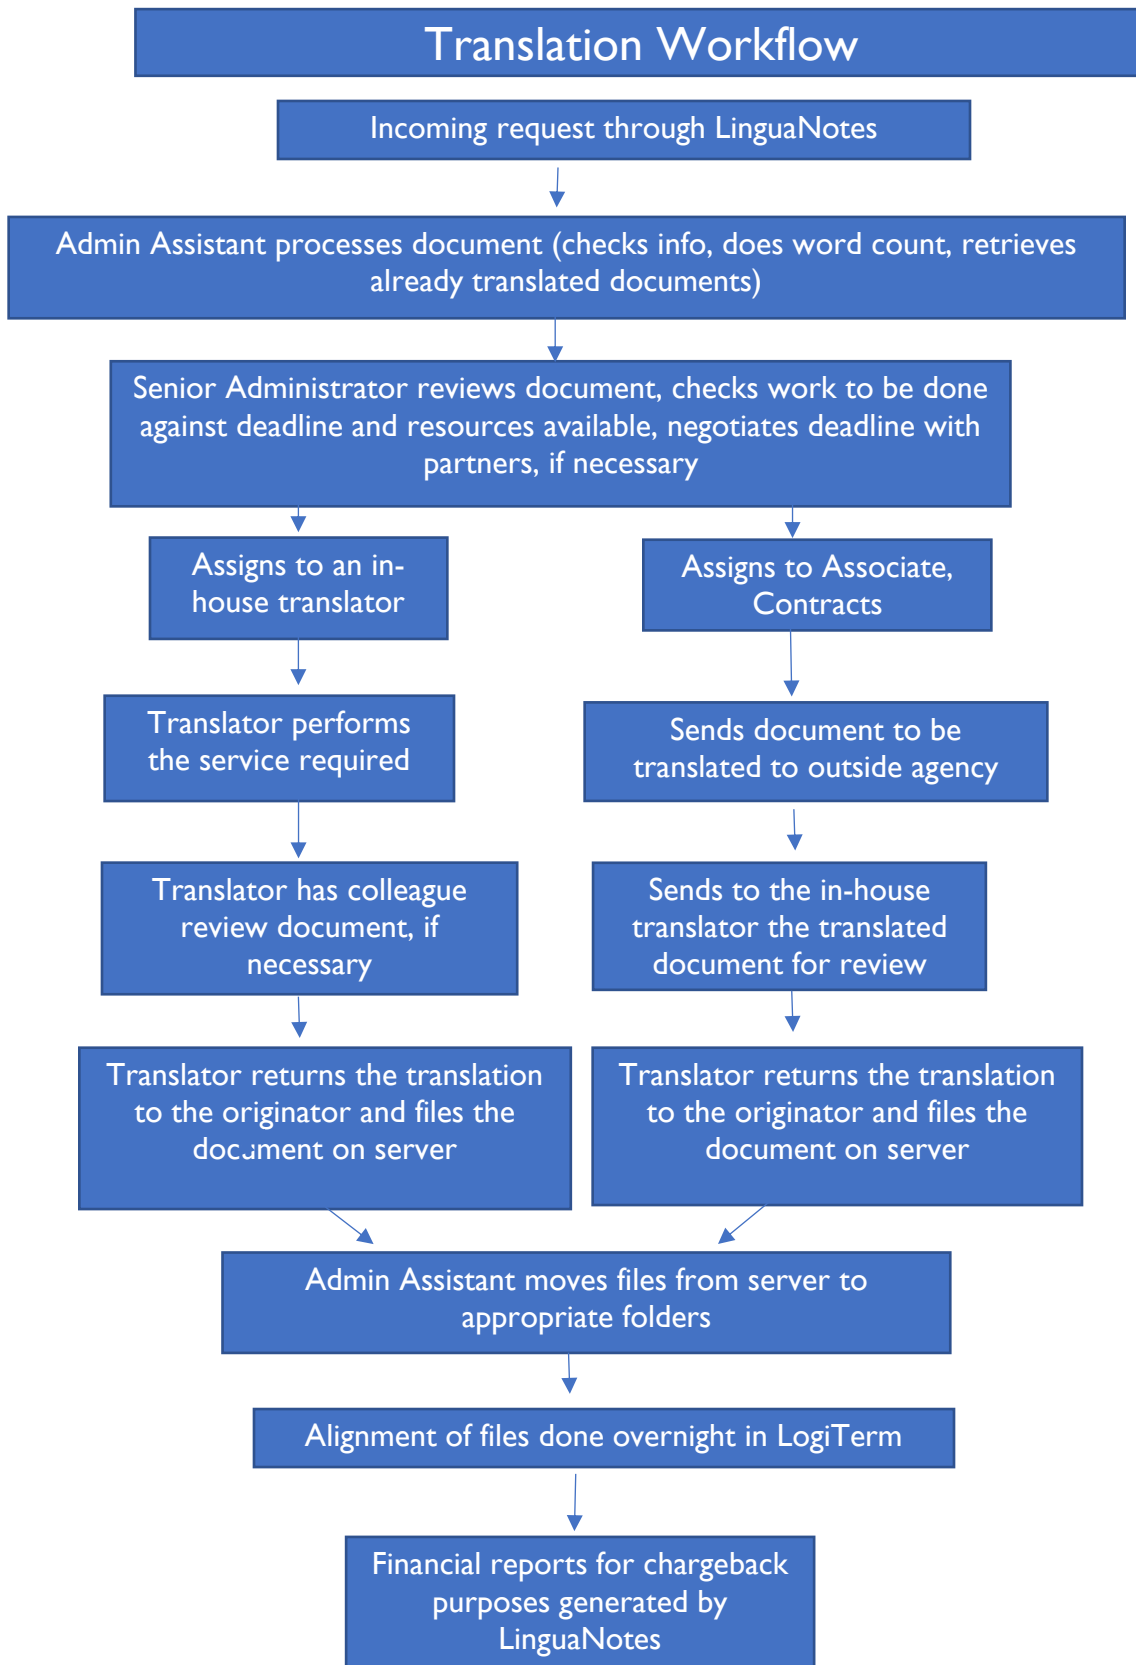 Translation Workflow
Incoming request through LinguaNotes
Admin Assistant processes document (checks info, does word count, retrieves
already translated documents)
Senior Administrator reviews document, checks work to be done
against deadline and resources available, negotiates deadline with
partners, if necessary
Assigns to an in-
house translator
Assigns to Associate,
Contracts
Translator performs
the service required
Sends document to be
translated to outside agency
Translator has colleague
review document, if
necessary
Sends to the in-house
translator the translated
document for review
Translator returns the translation
to the originator and files the
document on server
Translator returns the translation
to the originator and files the
document on server
Admin Assistant moves files from server to
appropriate folders
Alignment of files done overnight in LogiTerm
Financial reports for chargeback
purposes generated by
LinguaNotes